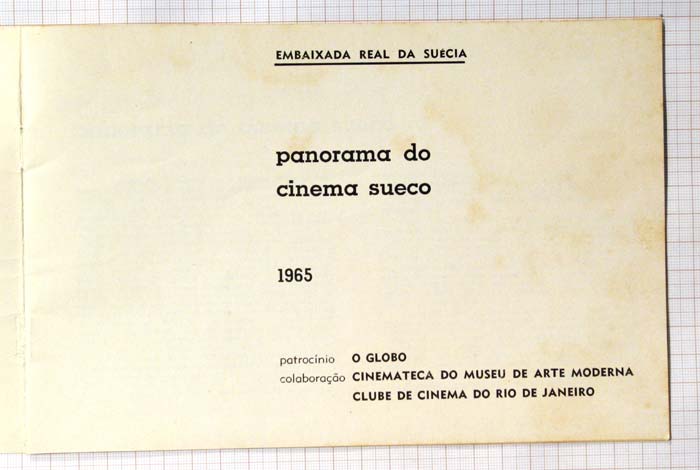 EMBAIXADA REAL DA SUÉCIA
panorama do
cinema sueco
1965
patrocínio O GLOBO
colaboração CINEMATECA DO MUSEU DE ARTE MODERNA
CLUBE DE CINEMA DO RIO DE JANEIRO